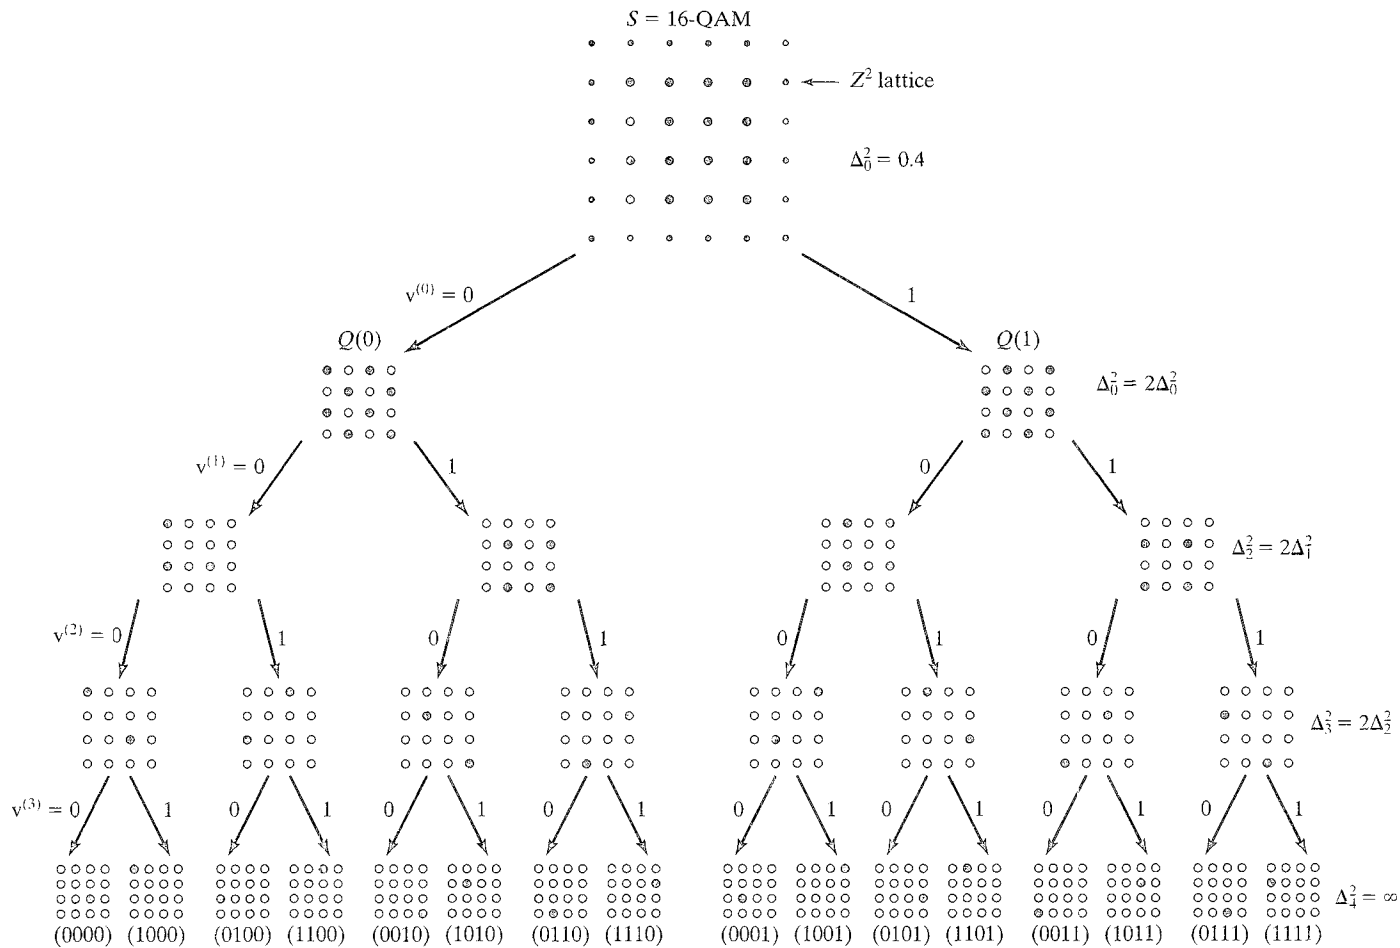 S = 16-QAM
Z² lattice
Δ₀² = 0.4
v⁽⁰⁾ = 0
1
Q(0)
Q(1)
Δ₀² = 2Δ₀²
v⁽¹⁾ = 0
1
0
1
Δ₂² = 2Δ₁²
v⁽²⁾ = 0
1
0
1
0
1
0
1
Δ₃² = 2Δ₂²
v⁽³⁾ = 0
1
0
1
0
1
0
1
0
1
0
1
0
1
0
1
Δ₄² = ∞
(0000) (1000) (0100) (1100) (0010) (1010) (0110) (1110) (0001) (1001) (0101) (1101) (0011) (1011) (0111) (1111)